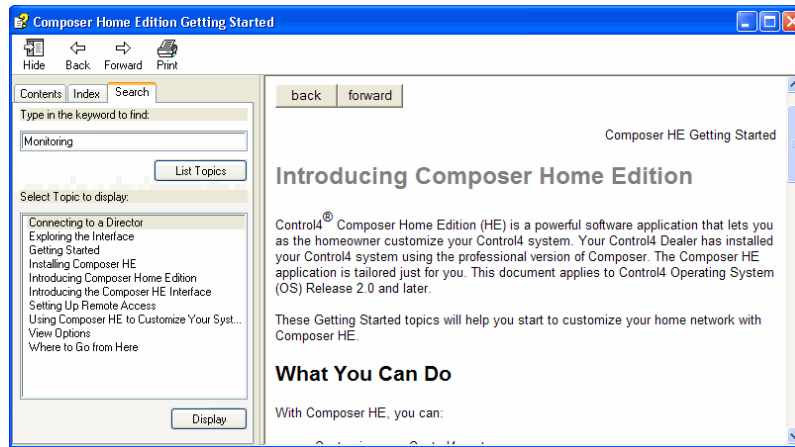 Composer Home Edition Getting Started
Hide Back Forward Print
Contents Index Search
Type in the keyword to find:
Monitoring
List Topics
Select Topic to display:
Connecting to a Director
Exploring the Interface
Getting Started
Installing Composer HE
Introducing Composer Home Edition
Introducing the Composer HE Interface
Setting Up Remote Access
Using Composer HE to Customize Your Syst...
View Options
Where to Go from Here
Display
back forward
Composer HE Getting Started
Introducing Composer Home Edition
Control4® Composer Home Edition (HE) is a powerful software application that lets you
as the homeowner customize your Control4 system. Your Control4 Dealer has installed
your Control4 system using the professional version of Composer. The Composer HE
application is tailored just for you. This document applies to Control4 Operating System
(OS) Release 2.0 and later.
These Getting Started topics will help you start to customize your home network with
Composer HE.
What You Can Do
With Composer HE, you can: